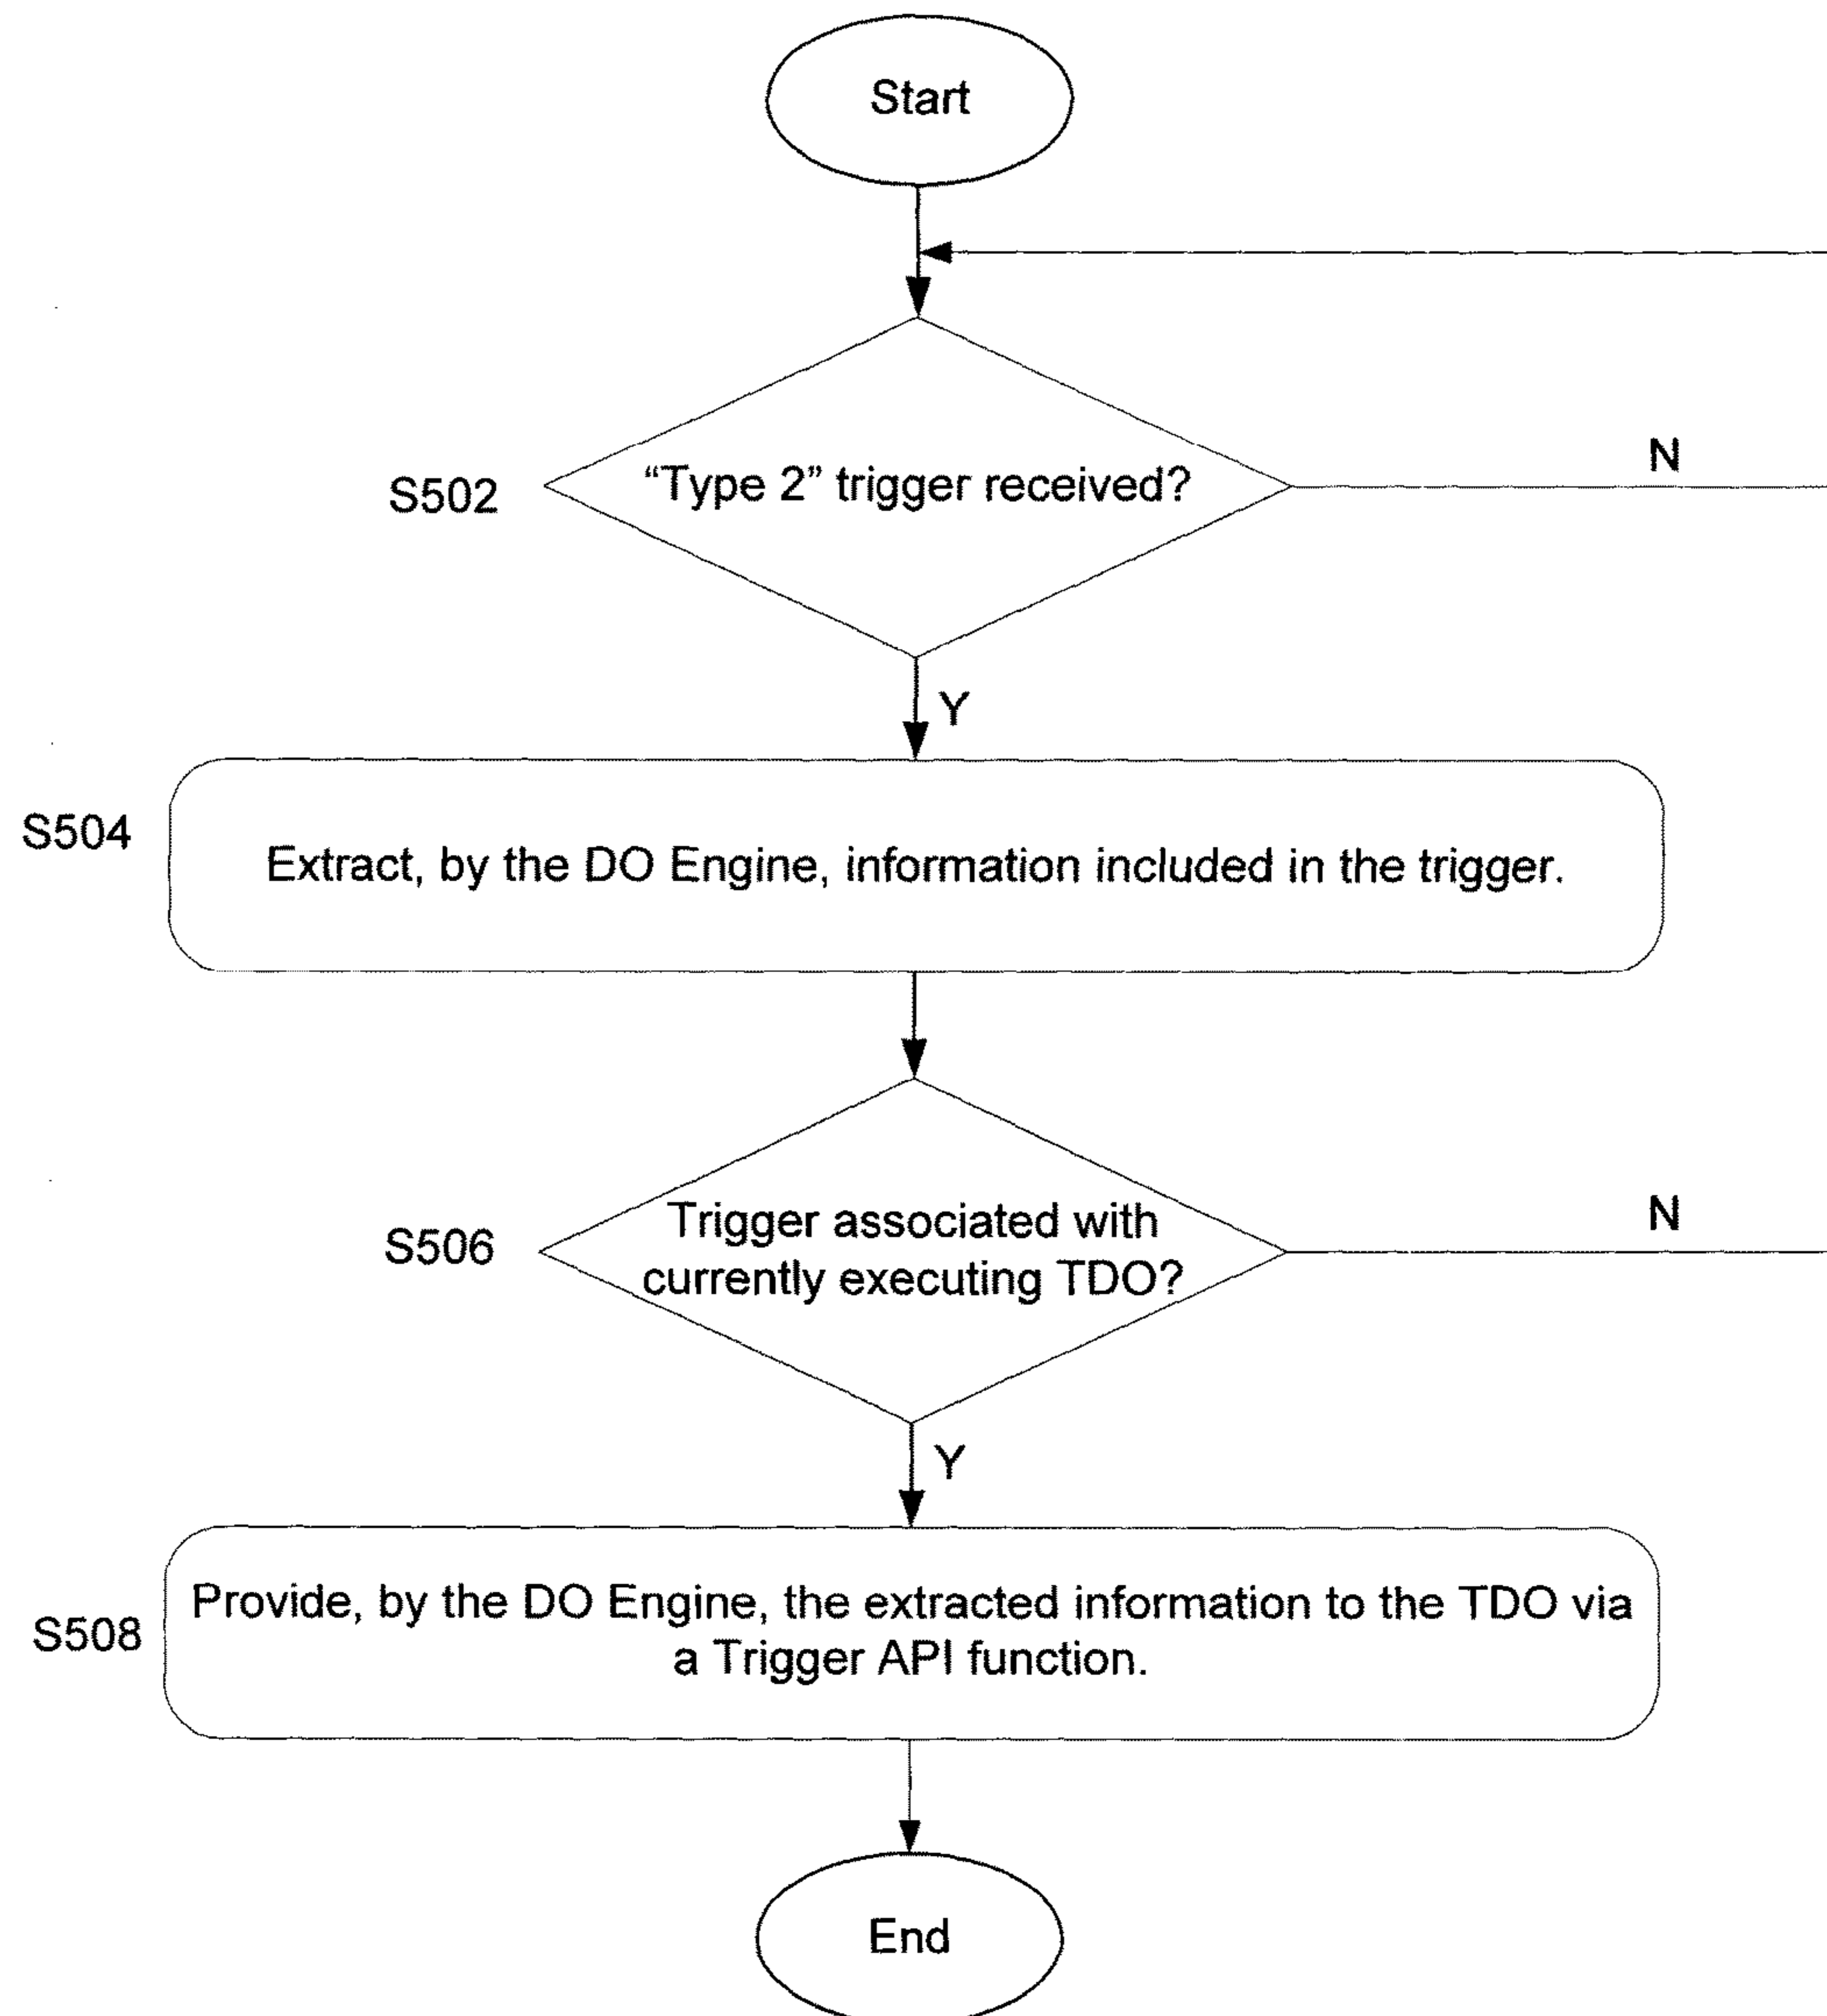 Start
S502
“Type 2” trigger received?
N
Y
S504
Extract, by the DO Engine, information included in the trigger.
S506
Trigger associated with
currently executing TDO?
N
Y
S508
Provide, by the DO Engine, the extracted information to the TDO via
a Trigger API function.
End